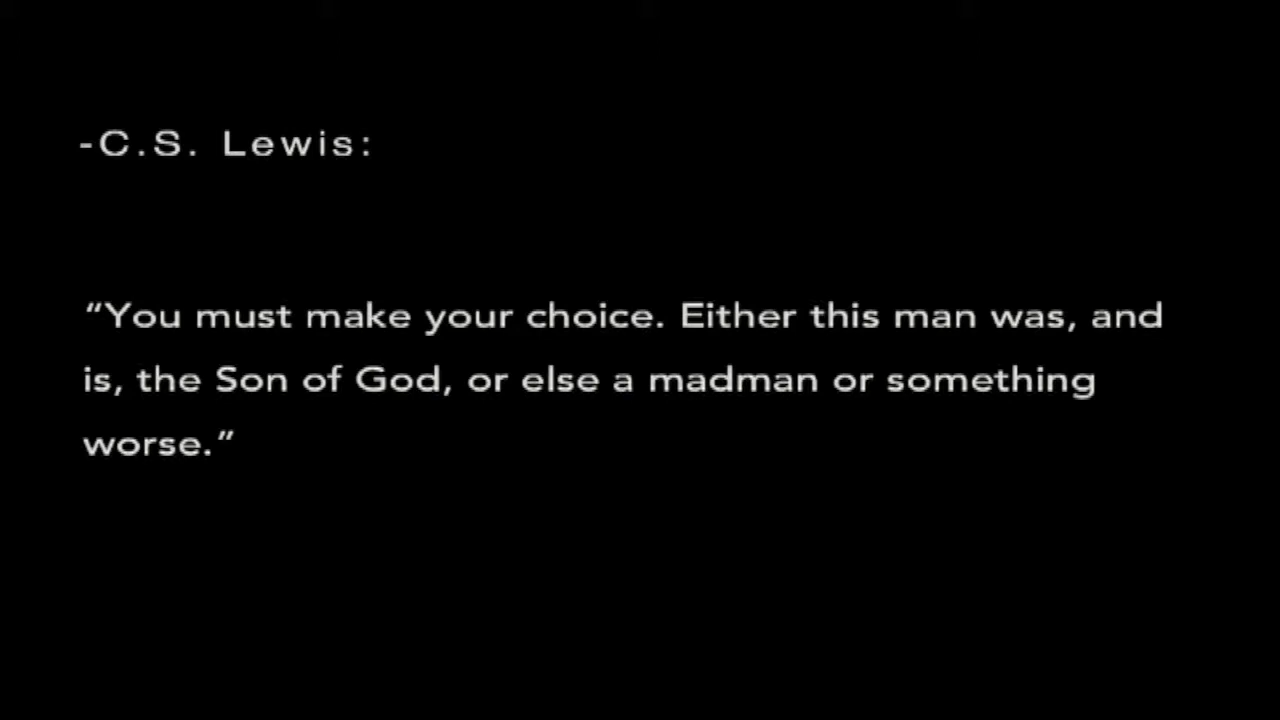 -C.S. Lewis:
“You must make your choice. Either this man was, and
is, the Son of God, or else a madman or something
worse.”